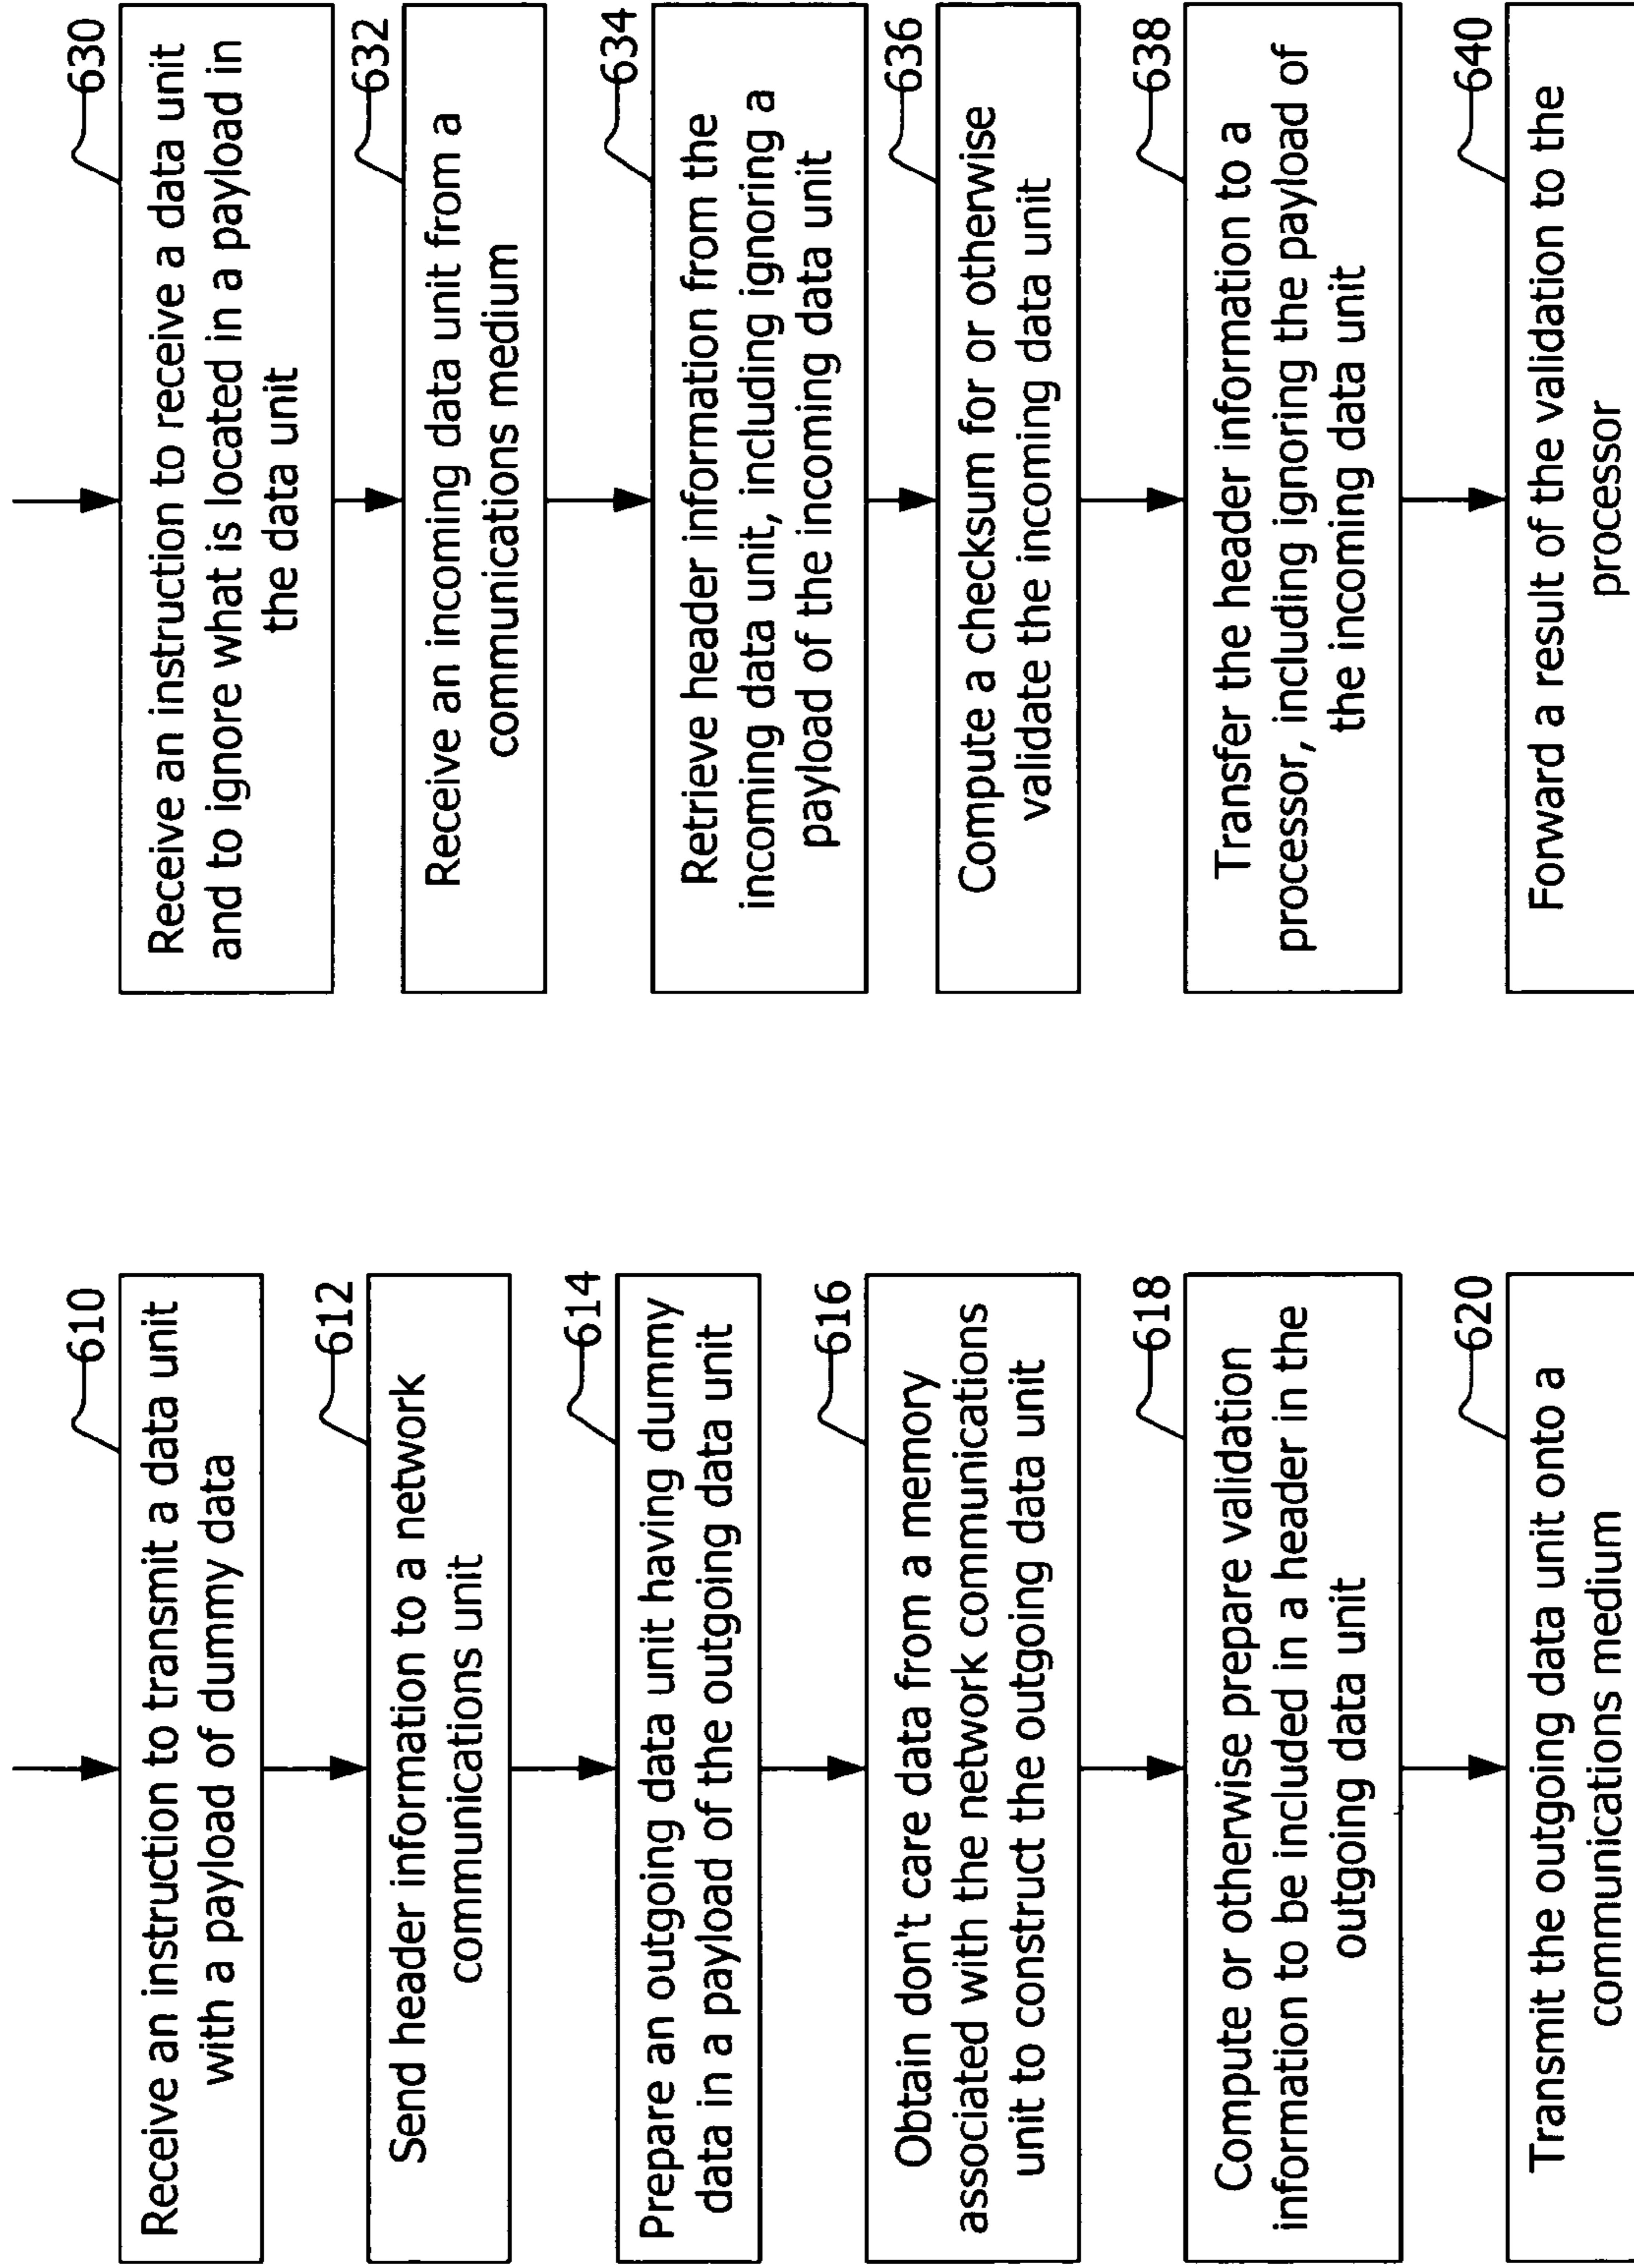 610
Receive an instruction to transmit a data unit
with a payload of dummy data
612
Send header information to a network
communications unit
614
Prepare an outgoing data unit having dummy
data in a payload of the outgoing data unit
616
Obtain don't care data from a memory
associated with the network communications
unit to construct the outgoing data unit
618
Compute or otherwise prepare validation
information to be included in a header in the
outgoing data unit
620
Transmit the outgoing data unit onto a
communications medium
630
Receive an instruction to receive a data unit
and to ignore what is located in a payload in
the data unit
632
Receive an incoming data unit from a
communications medium
634
Retrieve header information from the
incoming data unit, including ignoring a
payload of the incoming data unit
636
Compute a checksum for or otherwise
validate the incoming data unit
638
Transfer the header information to a
processor, including ignoring the payload of
the incoming data unit
640
Forward a result of the validation to the
processor